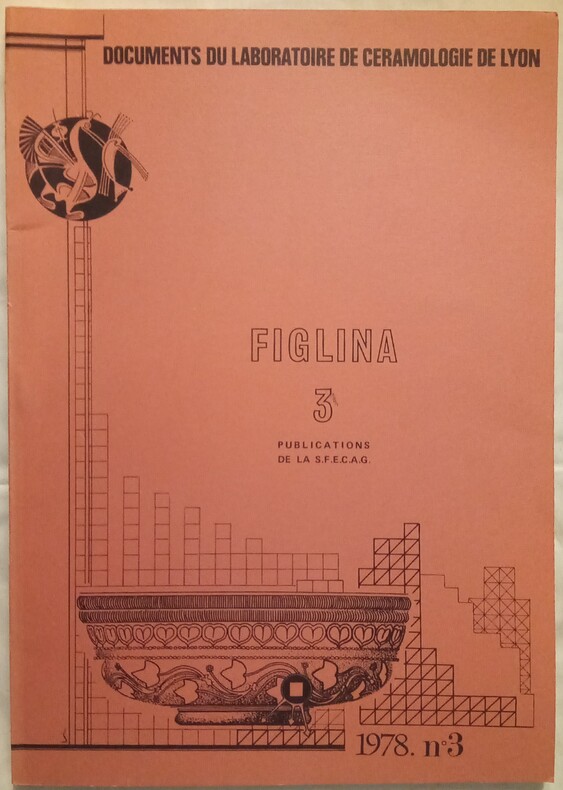 DOCUMENTS DU LABORATOIRE DE CERAMOLOGIE DE LYON
FIGLINA
3
PUBLICATIONS
DE LA S.F.E.C.A.G.
1978. n°3